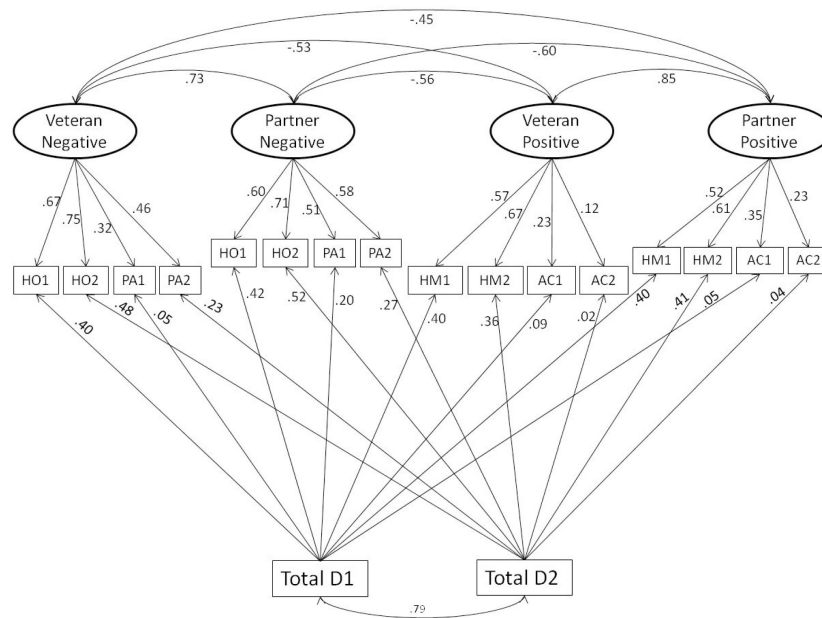 -.45
-.53
-.60
.73
-.56
.85
Veteran
Negative
Partner
Negative
Veteran
Positive
Partner
Positive
.67
.75
.32
.46
.60
.71
.51
.58
.57
.67
.23
.12
.52
.61
.35
.23
HO1
HO2
PA1
PA2
HO1
HO2
PA1
PA2
HM1
HM2
AC1
AC2
HM1
HM2
AC1
AC2
.40
.48
.05
.23
.42
.52
.20
.27
.40
.36
.09
.02
.40
.41
.05
.04
Total D1
Total D2
.79